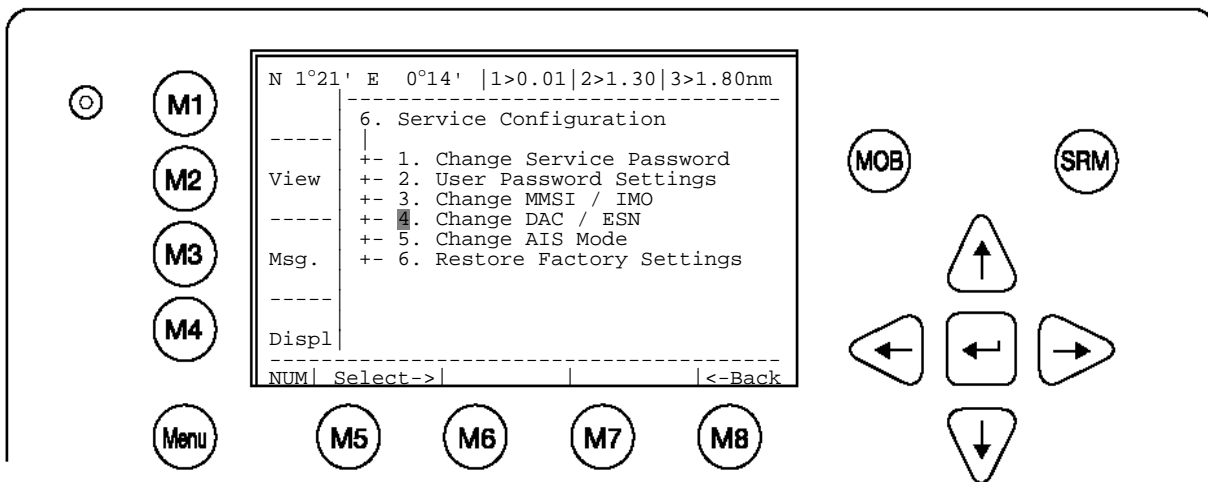 N 1°21' E 0°14' |1>0.01|2>1.30|3>1.80nm
M1
6. Service Configuration
+- 1. Change Service Password
MOB
SRM
M2
View
+- 2. User Password Settings
+- 3. Change MMSI / IMO
+- 4. Change DAC / ESN
+- 5. Change AIS Mode
M3
Msg.
+- 6. Restore Factory Settings
M4
Displ
NUM| Select->| | |<-Back
Menu
M5
M6
M7
M8